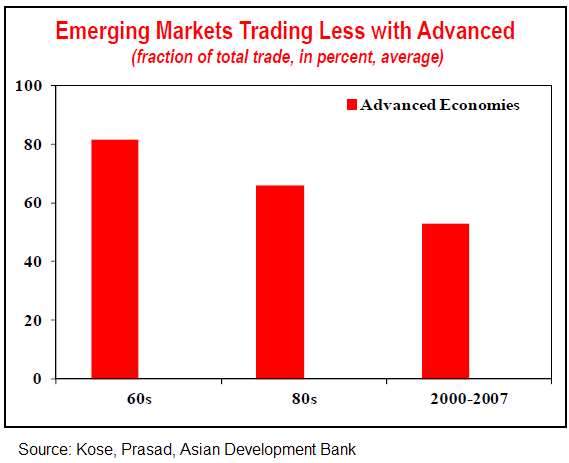 Emerging Markets Trading Less with Advanced
(fraction of total trade, in percent, average)
100
Advanced Economies
80
60
40
20
0
60s 80s 2000-2007
Source: Kose, Prasad, Asian Development Bank